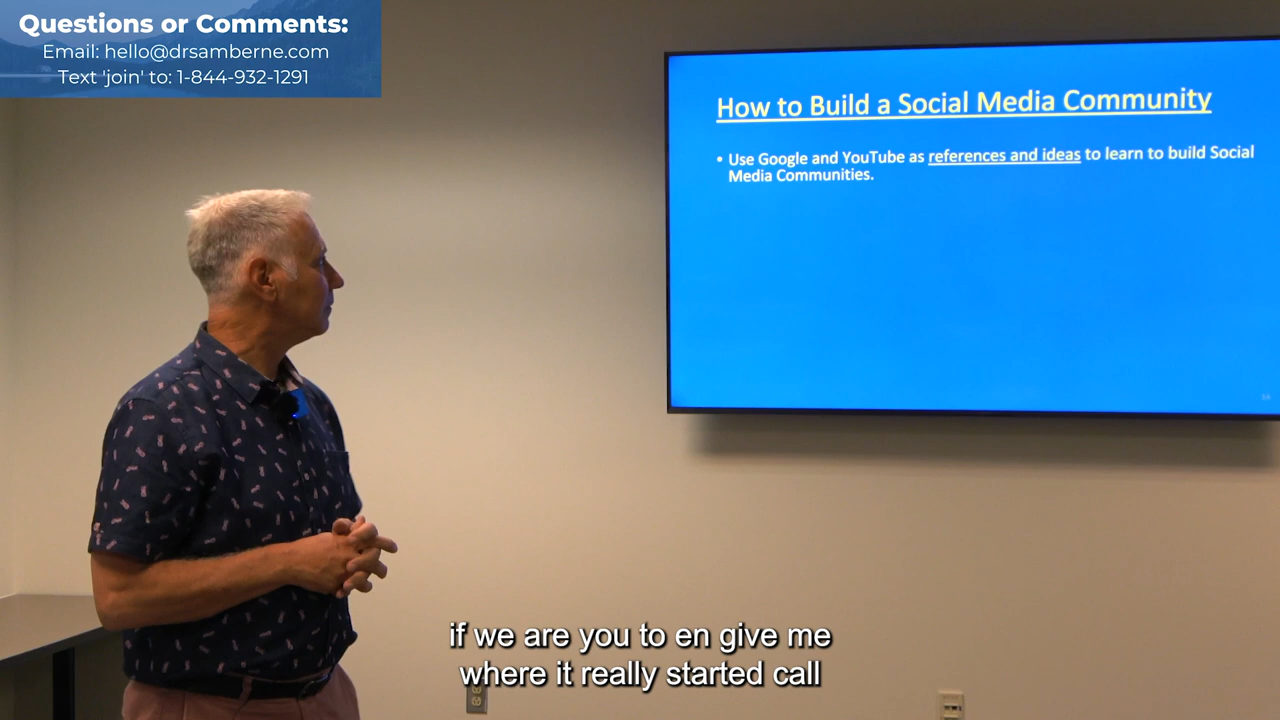 Questions or Comments:
Email: hello@drsamberne.com
Text 'join' to: 1-844-932-1291
How to Build a Social Media Community
• Use Google and YouTube as references and ideas to learn to build Social
Media Communities.
if we are you to en give me
where it really started call